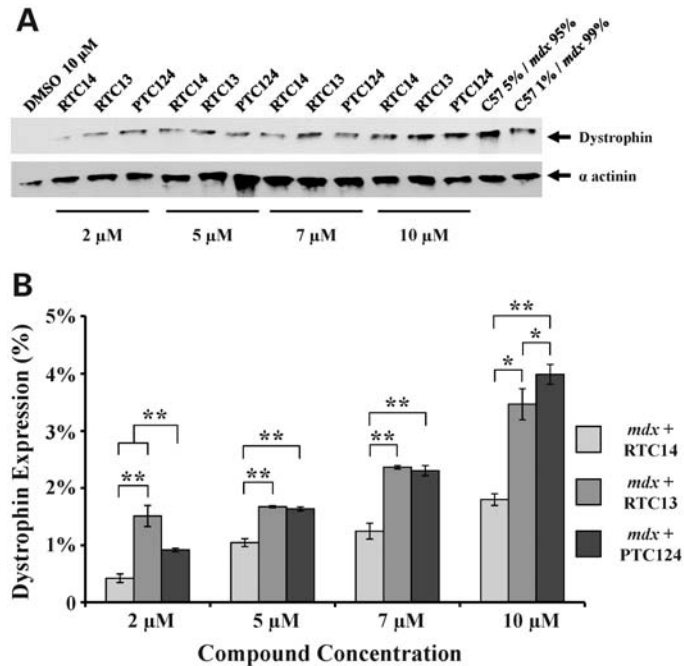 A
DMSO 10 µM
RTC14
RTC13
PTC124
RTC14
RTC13
PTC124
RTC14
RTC13
PTC124
RTC14
RTC13
PTC124
C57 5% / mdx 95%
C57 1% / mdx 99%
Dystrophin
α actinin
2 µM 5 µM 7 µM 10 µM
B
Dystrophin Expression (%)
5%
4%
3%
2%
1%
0
** **
** **
** **
** * *
mdx +
RTC14
mdx +
RTC13
mdx +
PTC124
2 µM 5 µM 7 µM 10 µM
Compound Concentration